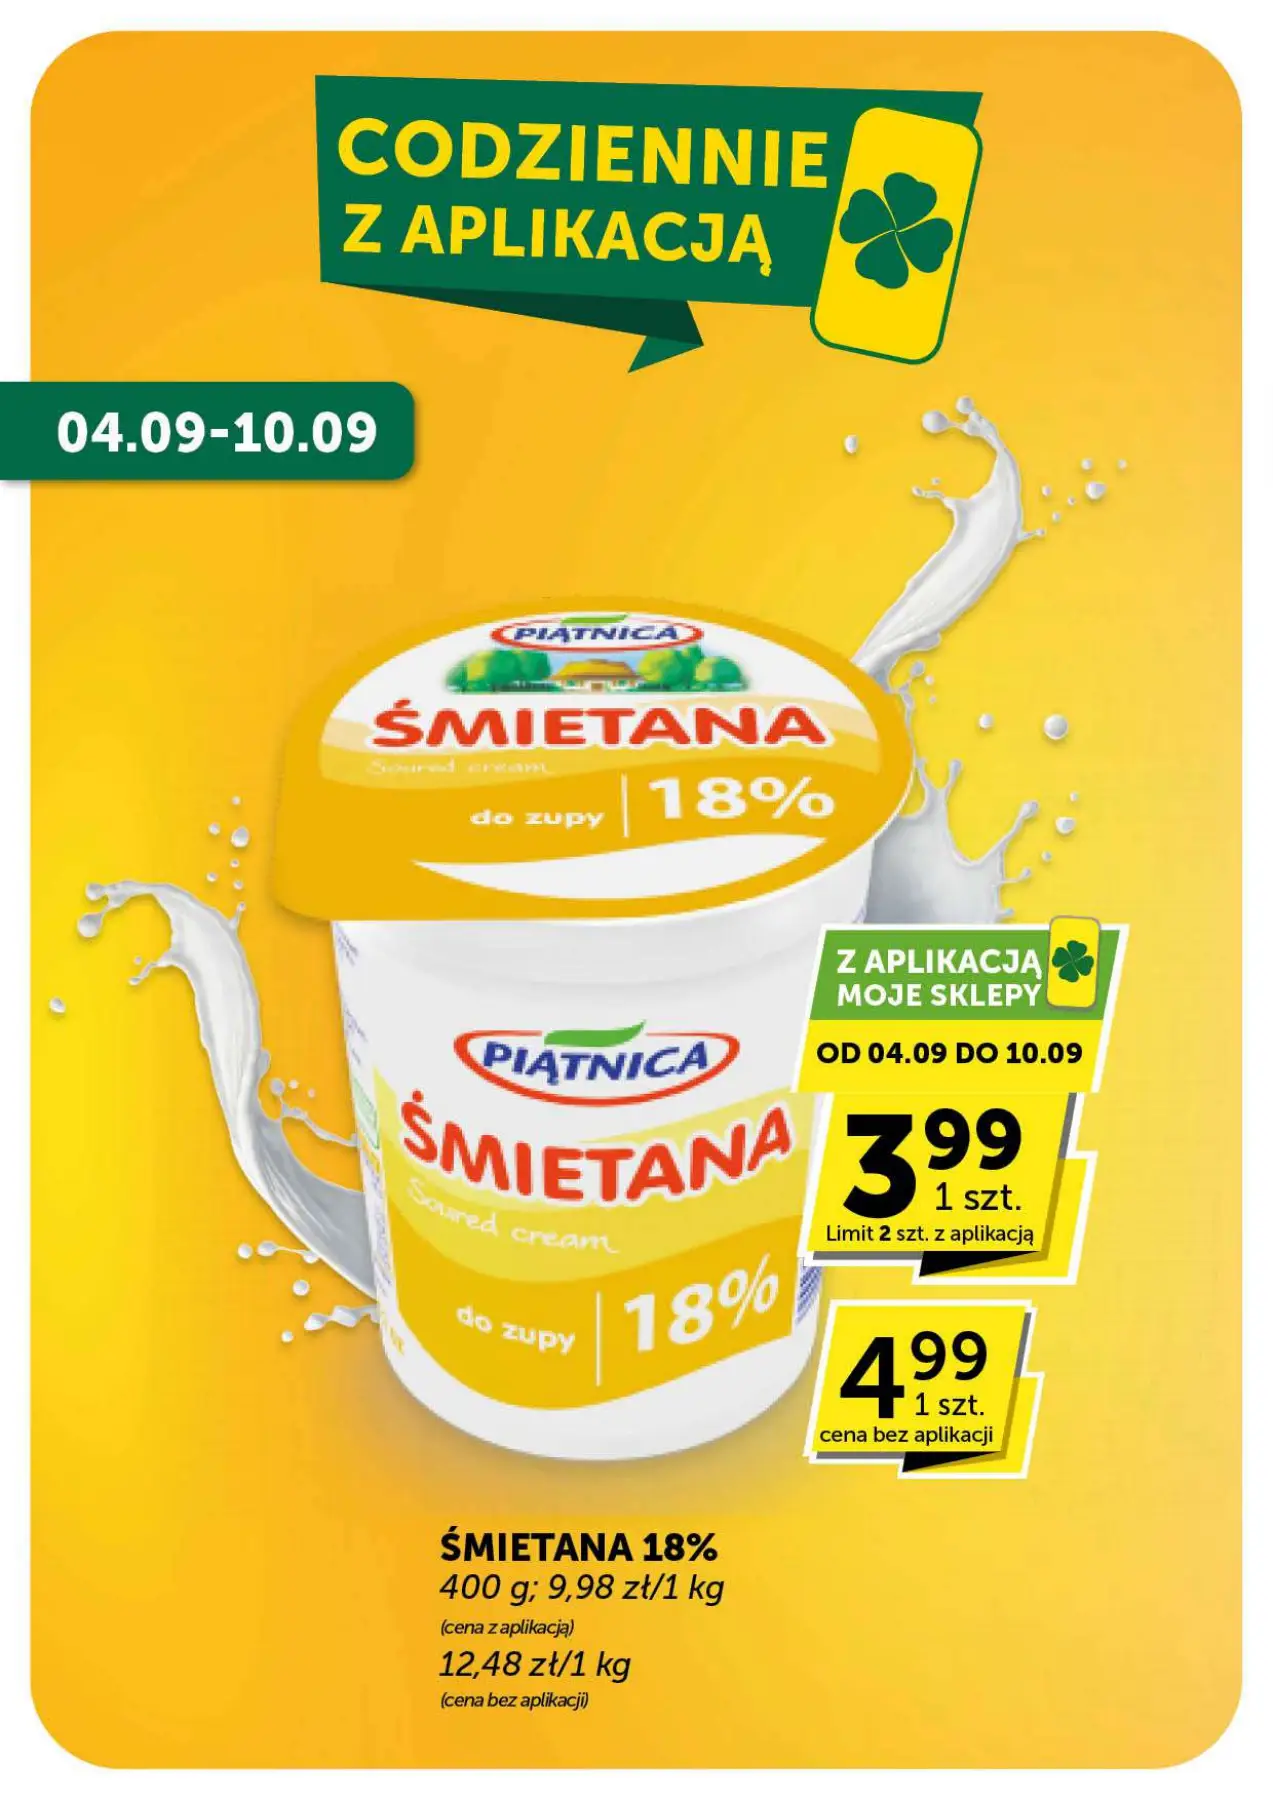 CODZIENNIE
Z APLIKACJĄ
04.09-10.09
PIĄTNICA
ŚMIETANA
Soured cream
do zupy
18%
Z APLIKACJĄ
MOJE SKLEPY
OD 04.09 DO 10.09
3 99
1 szt.
Limit 2 szt. z aplikacją
PIĄTNICA
ŚMIETANA
Soured cream
do zupy
18%
4 99
1 szt.
cena bez aplikacji
ŚMIETANA 18%
400 g; 9,98 zł/1 kg
(cena z aplikacją)
12,48 zł/1 kg
(cena bez aplikacji)